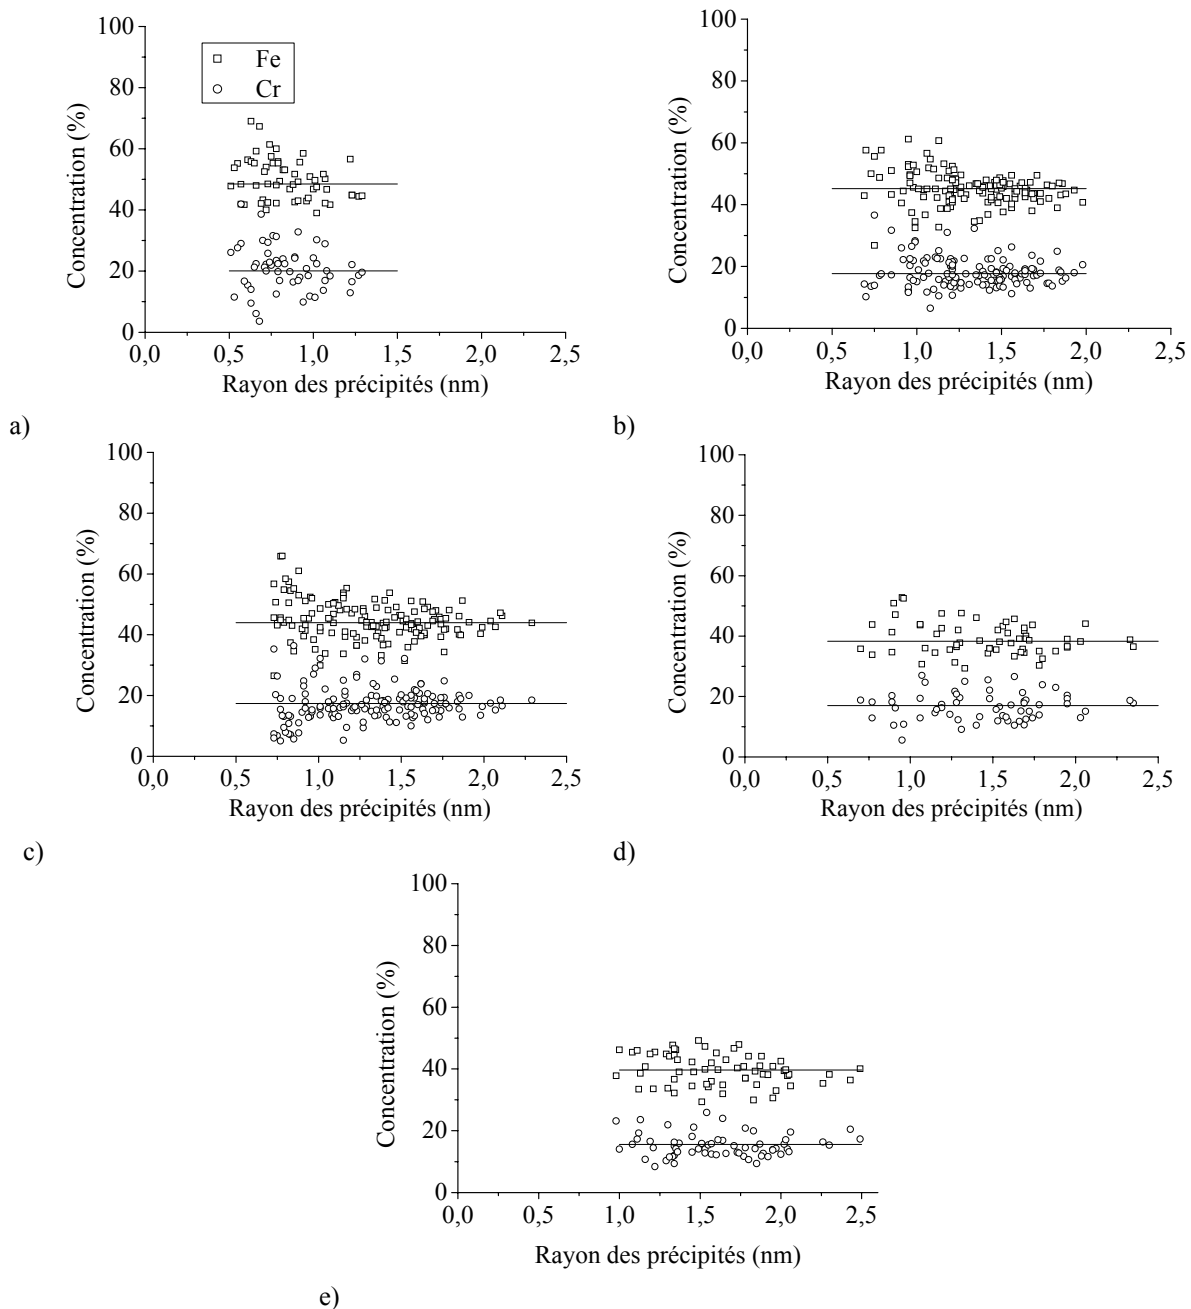 100
80
60
40
20
0
Concentration (%)
Fe
Cr
0,0 0,5 1,0 1,5 2,0 2,5
Rayon des précipités (nm)
a)
100
80
60
40
20
0
Concentration (%)
0,0 0,5 1,0 1,5 2,0 2,5
Rayon des précipités (nm)
b)
100
80
60
40
20
0
Concentration (%)
0,0 0,5 1,0 1,5 2,0 2,5
Rayon des précipités (nm)
c)
100
80
60
40
20
0
Concentration (%)
0,0 0,5 1,0 1,5 2,0 2,5
Rayon des précipités (nm)
d)
100
80
60
40
20
0
Concentration (%)
0,0 0,5 1,0 1,5 2,0 2,5
Rayon des précipités (nm)
e)